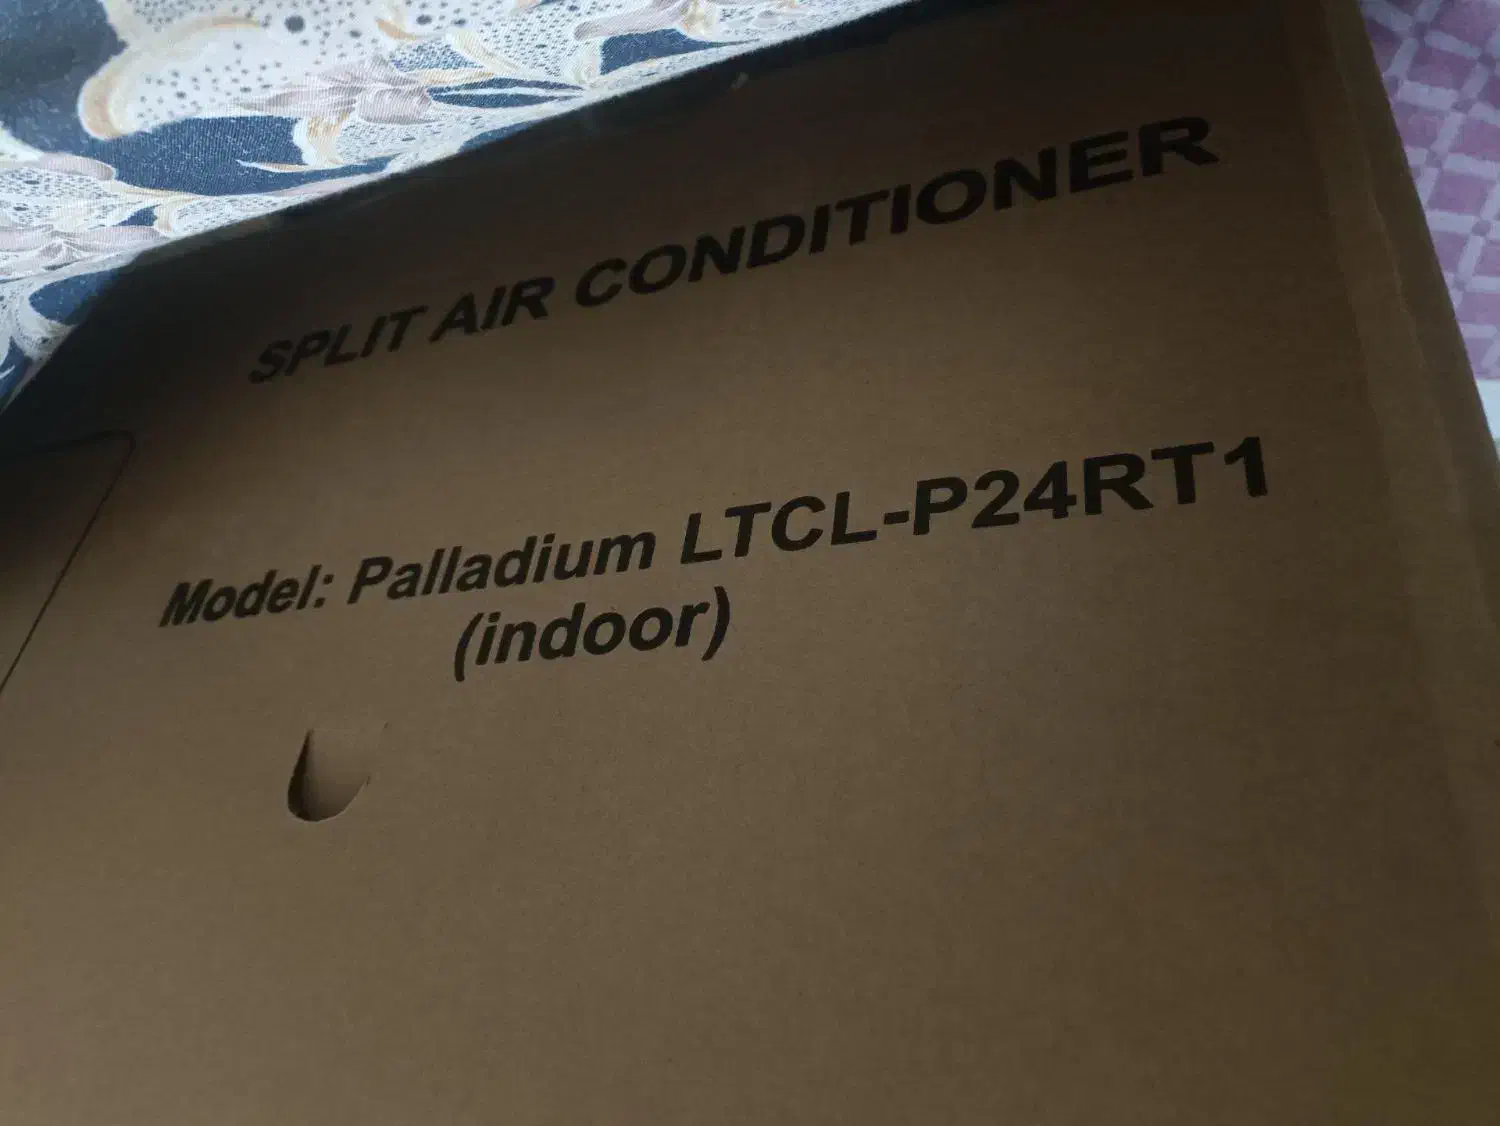 SPLIT AIR CONDITIONER
Model: Palladium LTCL-P24RT1
(indoor)